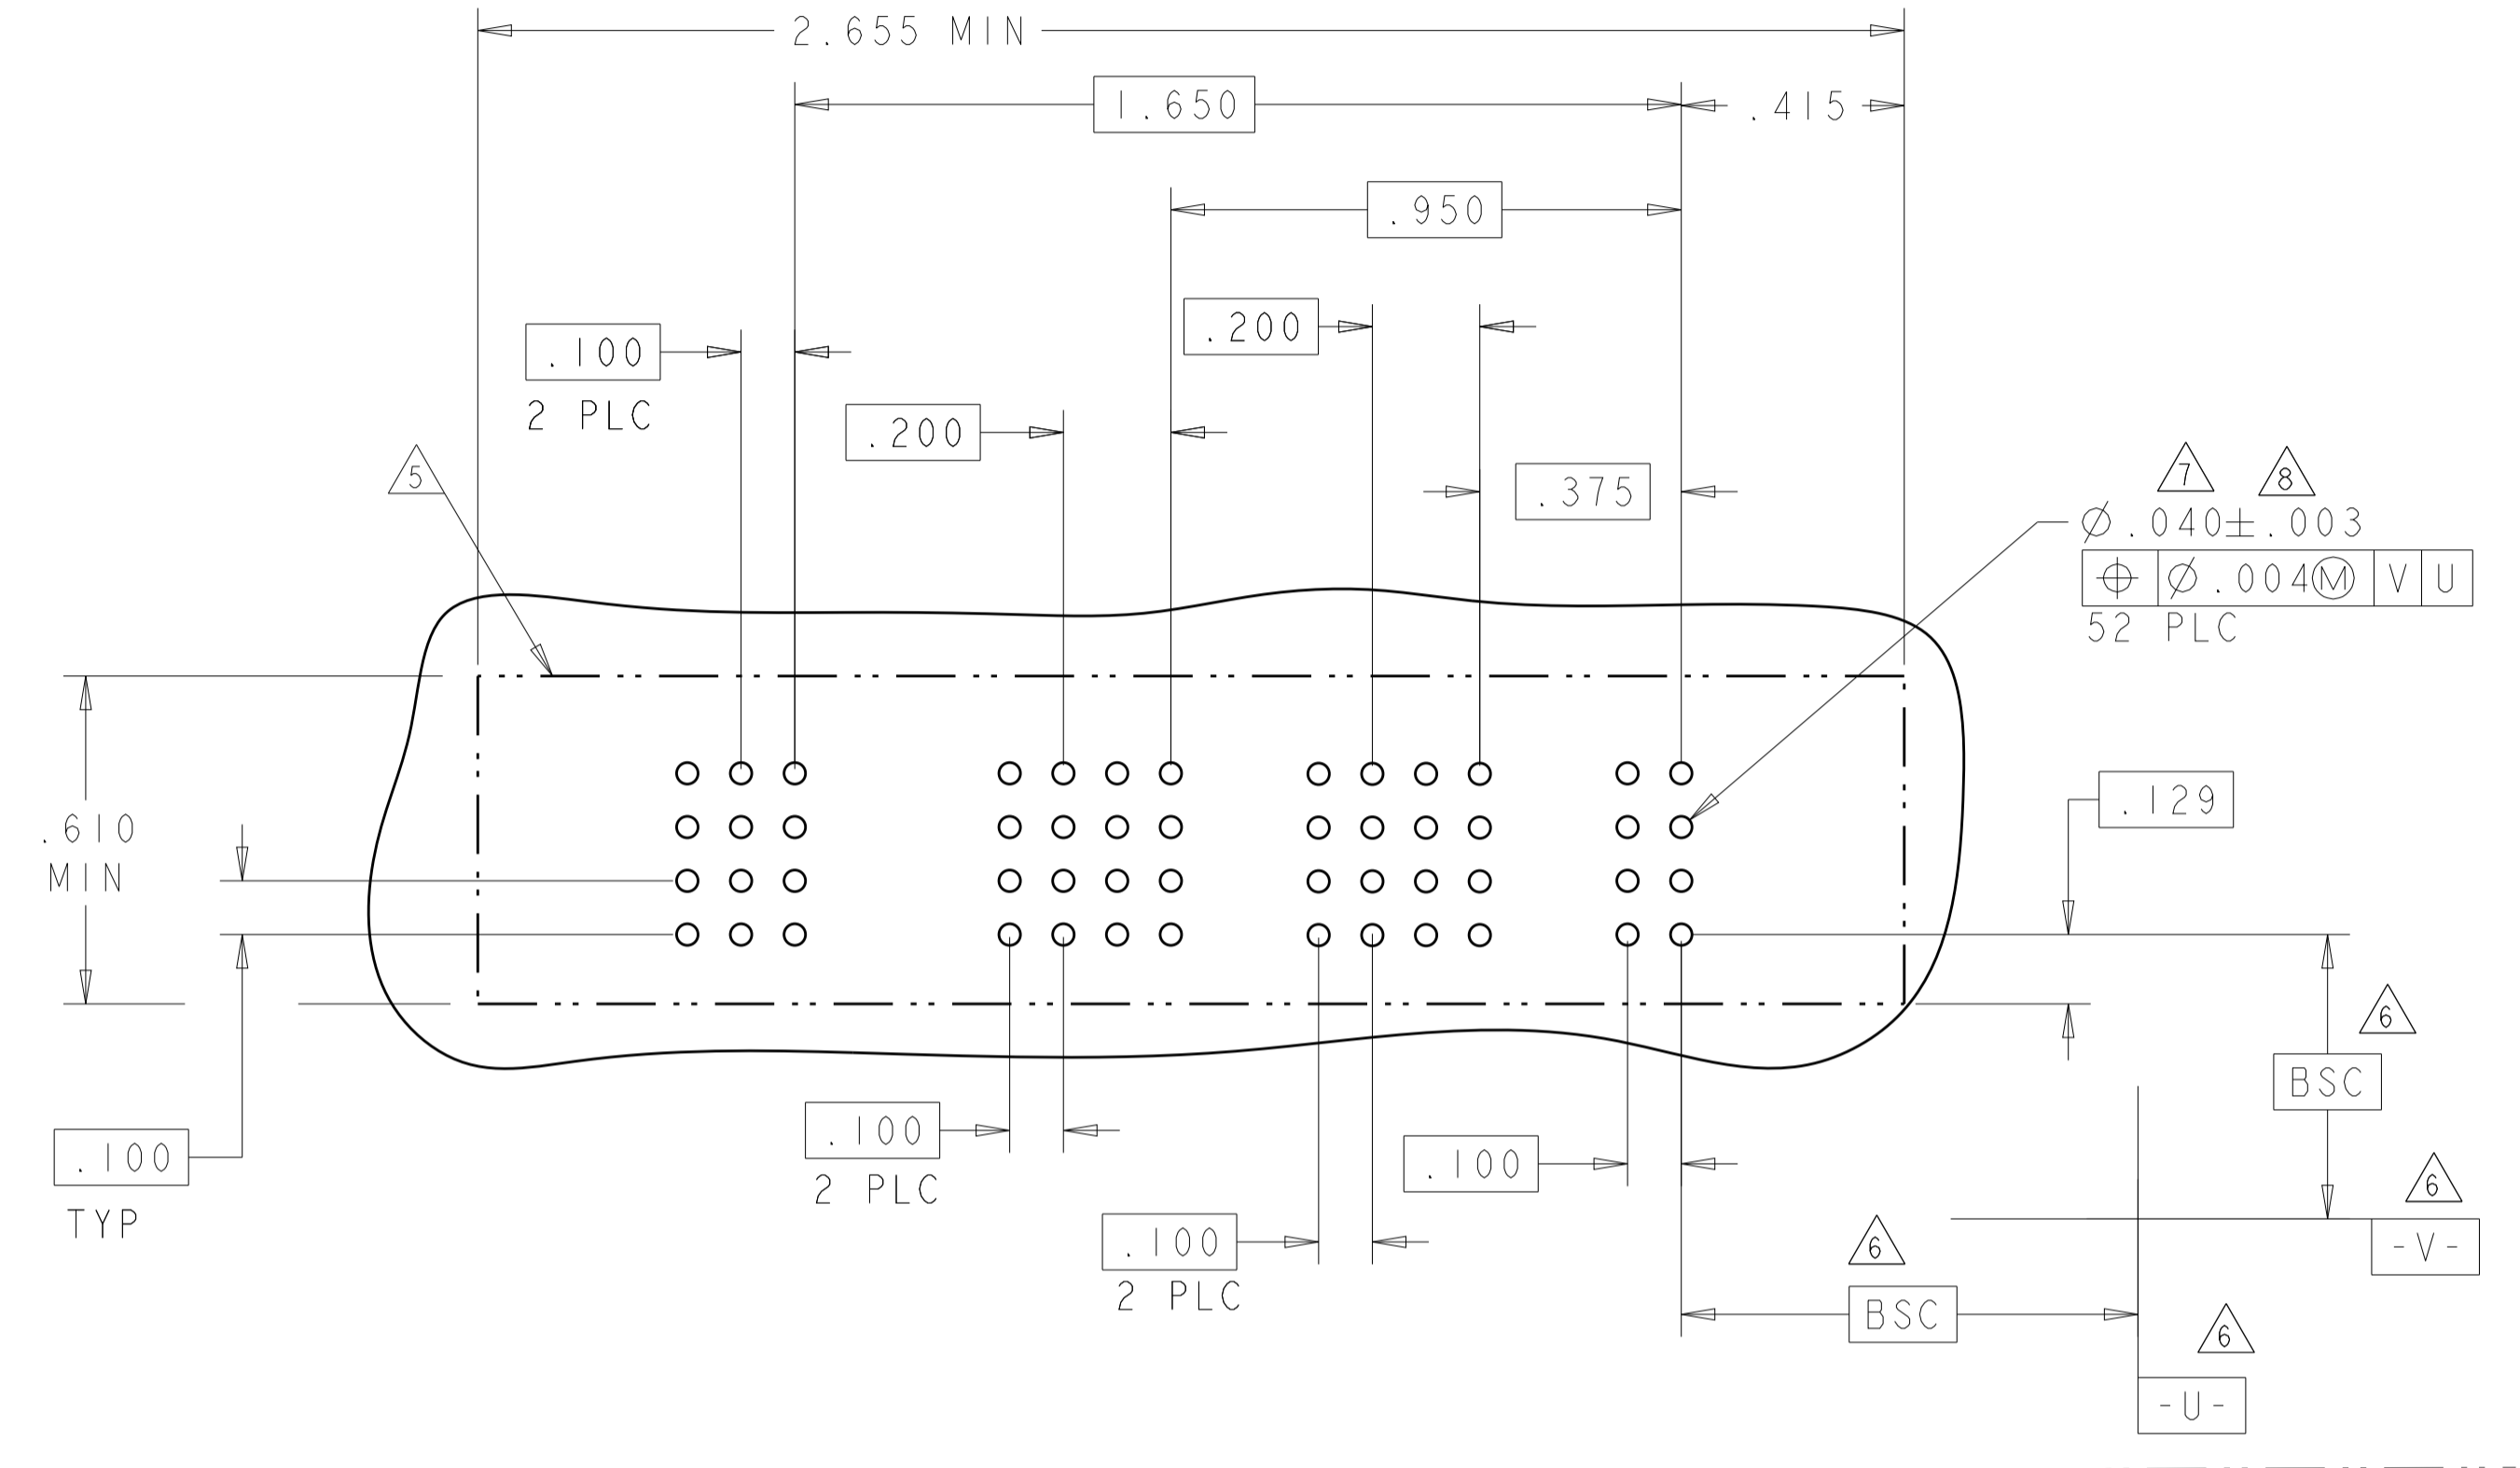 2.655 MIN
1.650
.415
.950
.200
.100
2 PLC
.200
5
.375
7
8
Ø.040±.003
⌖ Ø.004Ⓜ V U
52 PLC
.129
.610
MIN
6
BSC
.100
2 PLC
.100
TYP
.100
6
-V-
.100
2 PLC
6
BSC
6
-U-